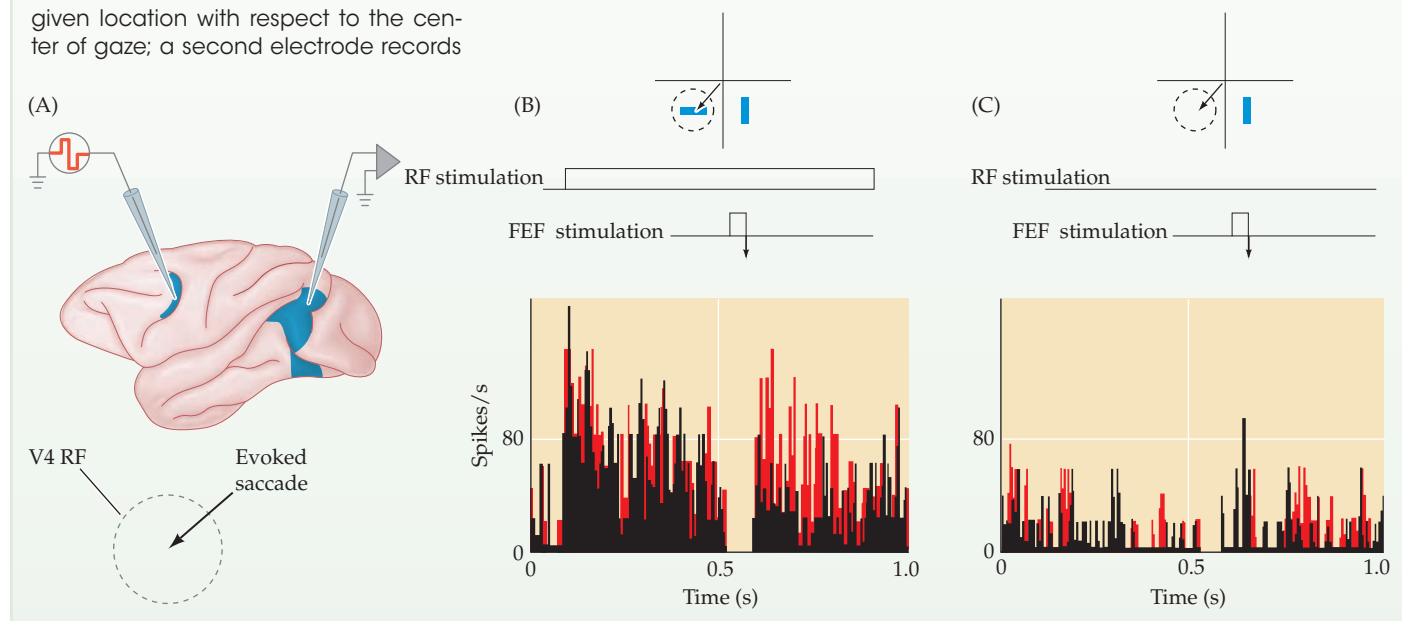 given location with respect to the cen-
ter of gaze; a second electrode records
(A)
V4 RF
Evoked
saccade
(B)
RF stimulation
FEF stimulation
Spikes/s
80
0
0
0.5
1.0
Time (s)
(C)
RF stimulation
FEF stimulation
80
0
0
0.5
1.0
Time (s)